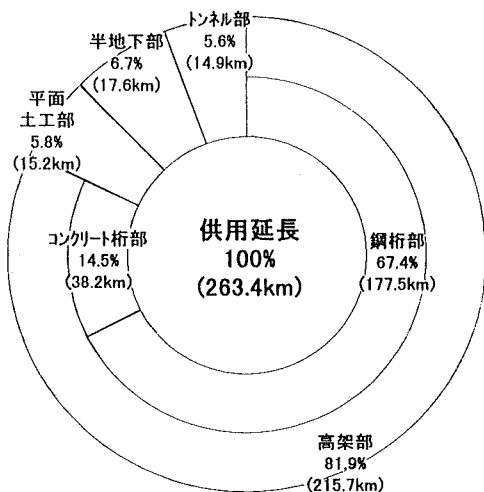 トンネル部
5.6%
(14.9km)
半地下部
6.7%
(17.6km)
平面
土工部
5.8%
(15.2km)
コンクリート桁部
14.5%
(38.2km)
供用延長
100%
(263.4km)
鋼桁部
67.4%
(177.5km)
高架部
81.9%
(215.7km)